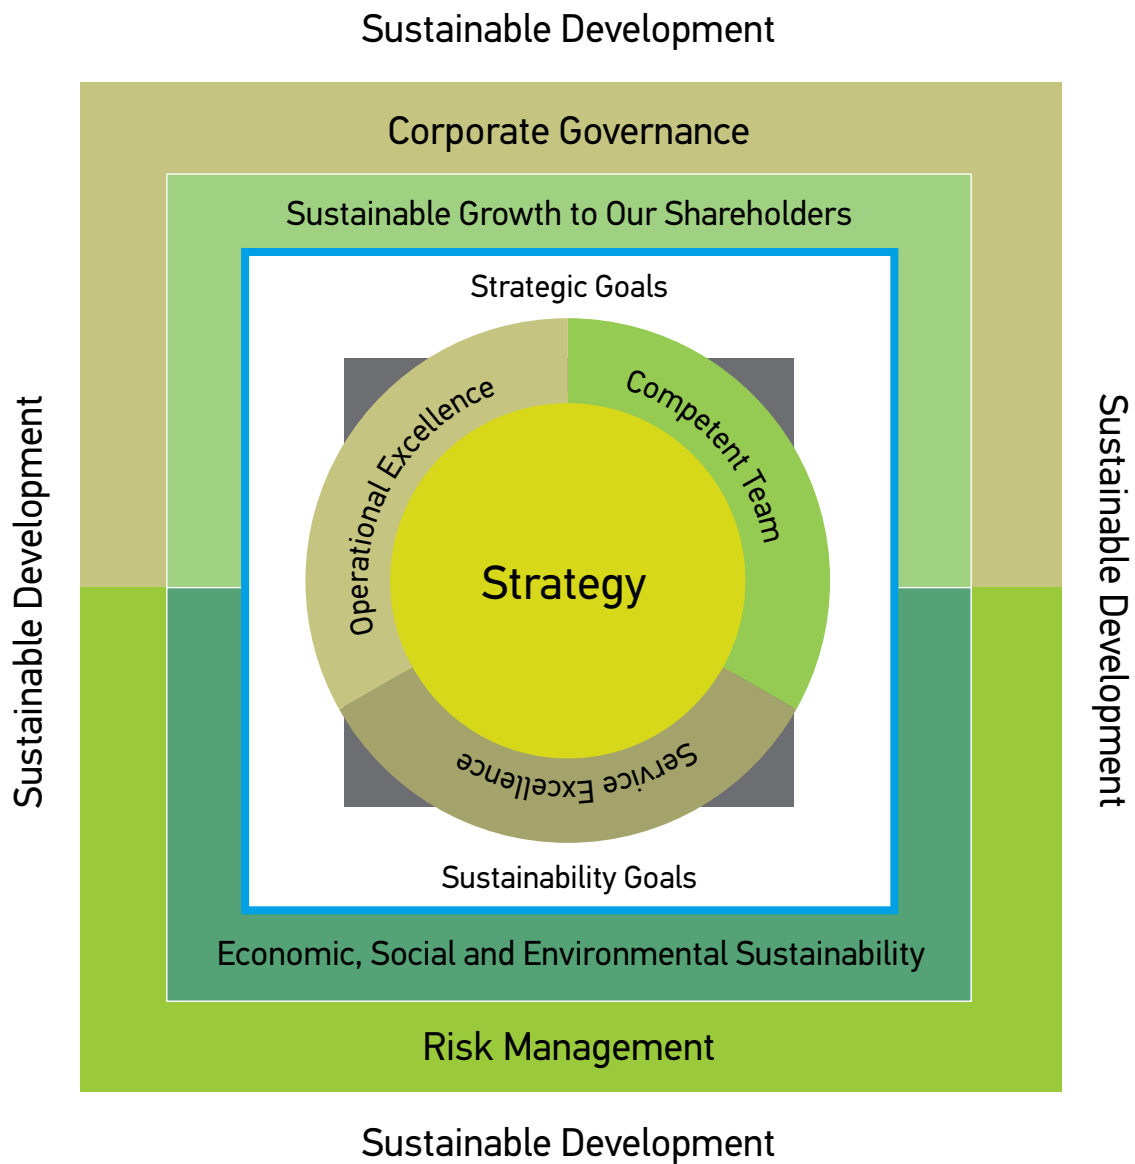 Sustainable Development
Corporate Governance
Sustainable Growth to Our Shareholders
Strategic Goals
Operational Excellence
Competent Team
Strategy
Service Excellence
Sustainable Development
Sustainable Development
Sustainability Goals
Economic, Social and Environmental Sustainability
Risk Management
Sustainable Development